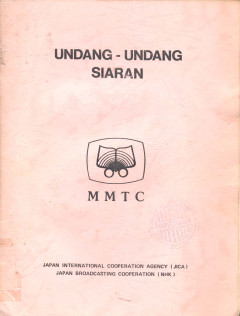 UNDANG - UNDANG
SIARAN
MMTC
JAPAN INTERNATIONAL COOPERATION AGENCY (JICA)
JAPAN BROADCASTING COOPERATION (NHK)